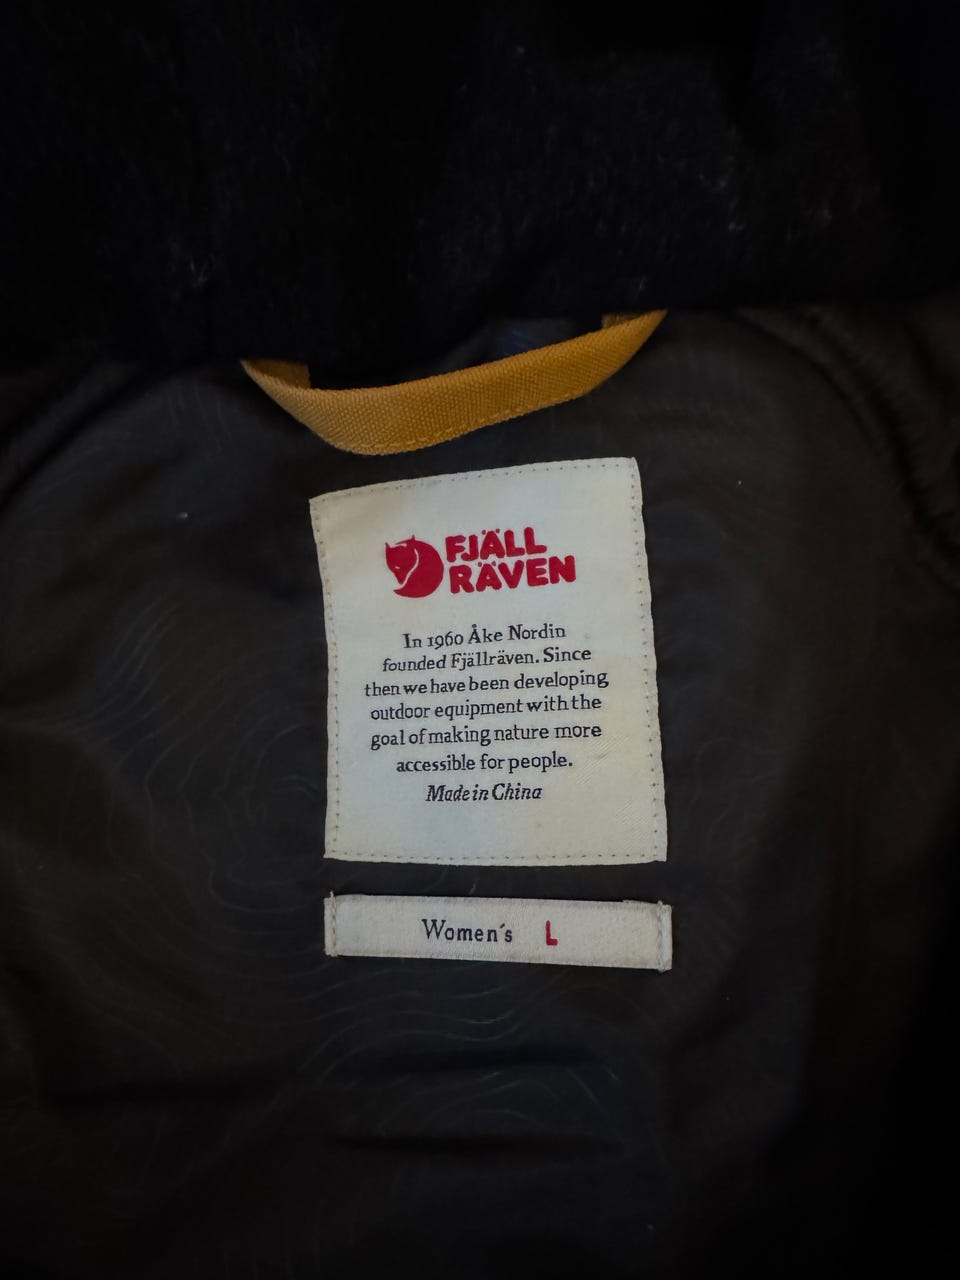 FJÄLL
RÄVEN
In 1960 Åke Nordin
founded Fjällräven. Since
then we have been developing
outdoor equipment with the
goal of making nature more
accessible for people.
Made in China
Women´s L